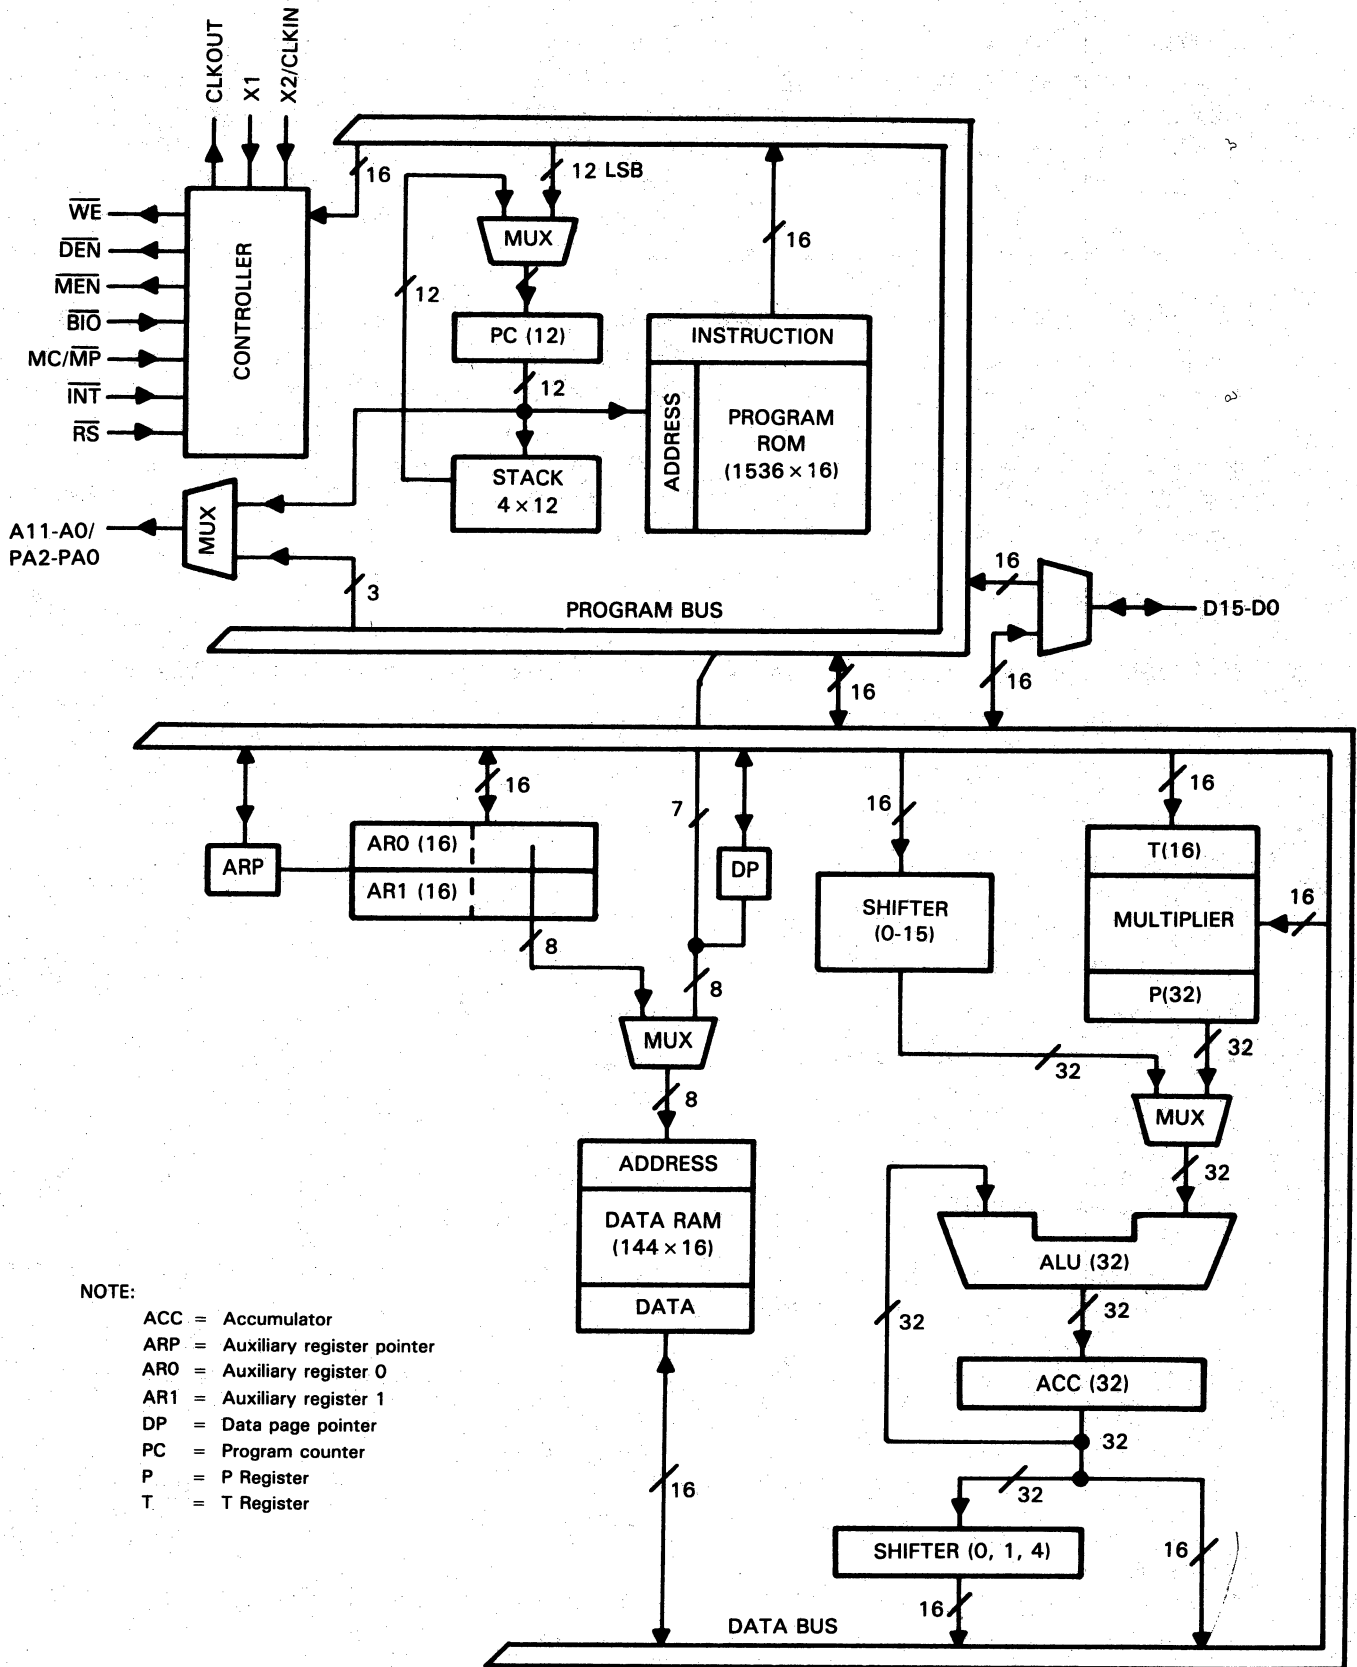 CLKOUT
X1
X2/CLKIN
16
12 LSB
WE
DEN
MEN
BIO
MC/MP
INT
RS
CONTROLLER
MUX
16
12
PC (12)
12
INSTRUCTION
ADDRESS
PROGRAM
ROM
(1536 × 16)
STACK
4 × 12
MUX
A11-A0/
PA2-PA0
3
PROGRAM BUS
16
D15-D0
16
16
16
7
16
16
ARP
AR0 (16)
AR1 (16)
DP
T(16)
MULTIPLIER
P(32)
16
SHIFTER
(0-15)
8
8
MUX
32
32
MUX
8
32
ADDRESS
DATA RAM
(144 × 16)
DATA
ALU (32)
32
32
ACC (32)
32
32
16
SHIFTER (0, 1, 4)
16
16
DATA BUS
NOTE:
ACC = Accumulator
ARP = Auxiliary register pointer
AR0 = Auxiliary register 0
AR1 = Auxiliary register 1
DP = Data page pointer
PC = Program counter
P = P Register
T = T Register